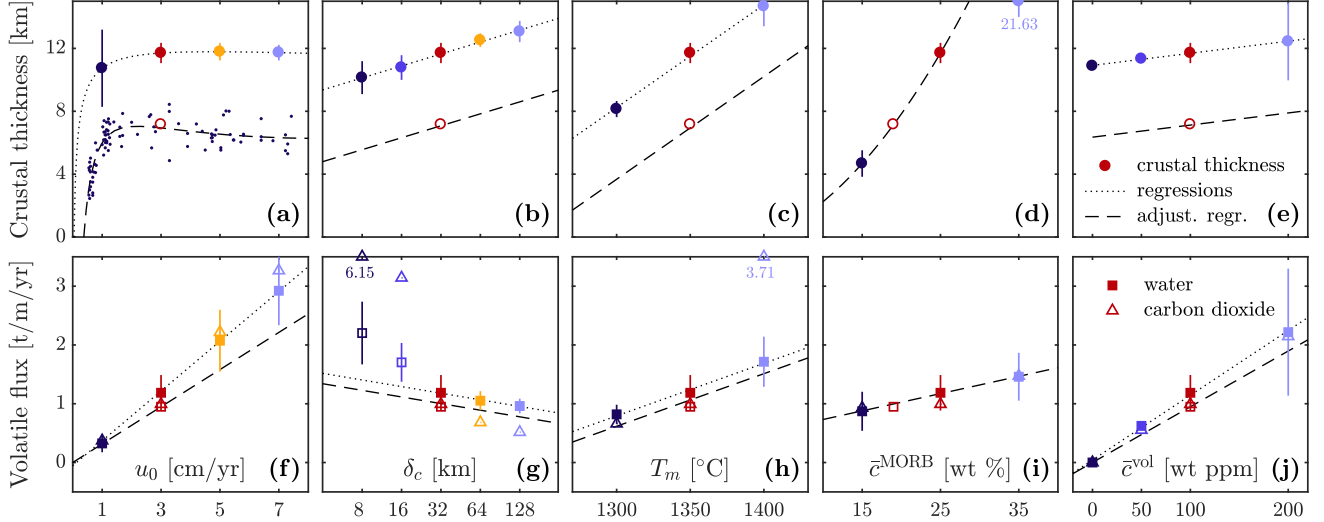 Crustal thickness [km]
12
8
4
0
21.63
crustal thickness
regressions
adjust. regr.
(a)
(b)
(c)
(d)
(e)
Volatile flux [t/m/yr]
3
2
1
0
6.15
3.71
water
carbon dioxide
u₀ [cm/yr] (f)
δ_c [km] (g)
T_m [°C] (h)
c̄^MORB [wt %] (i)
c̄^vol [wt ppm] (j)
1 3 5 7
8 16 32 64 128
1300 1350 1400
15 25 35
0 50 100 200